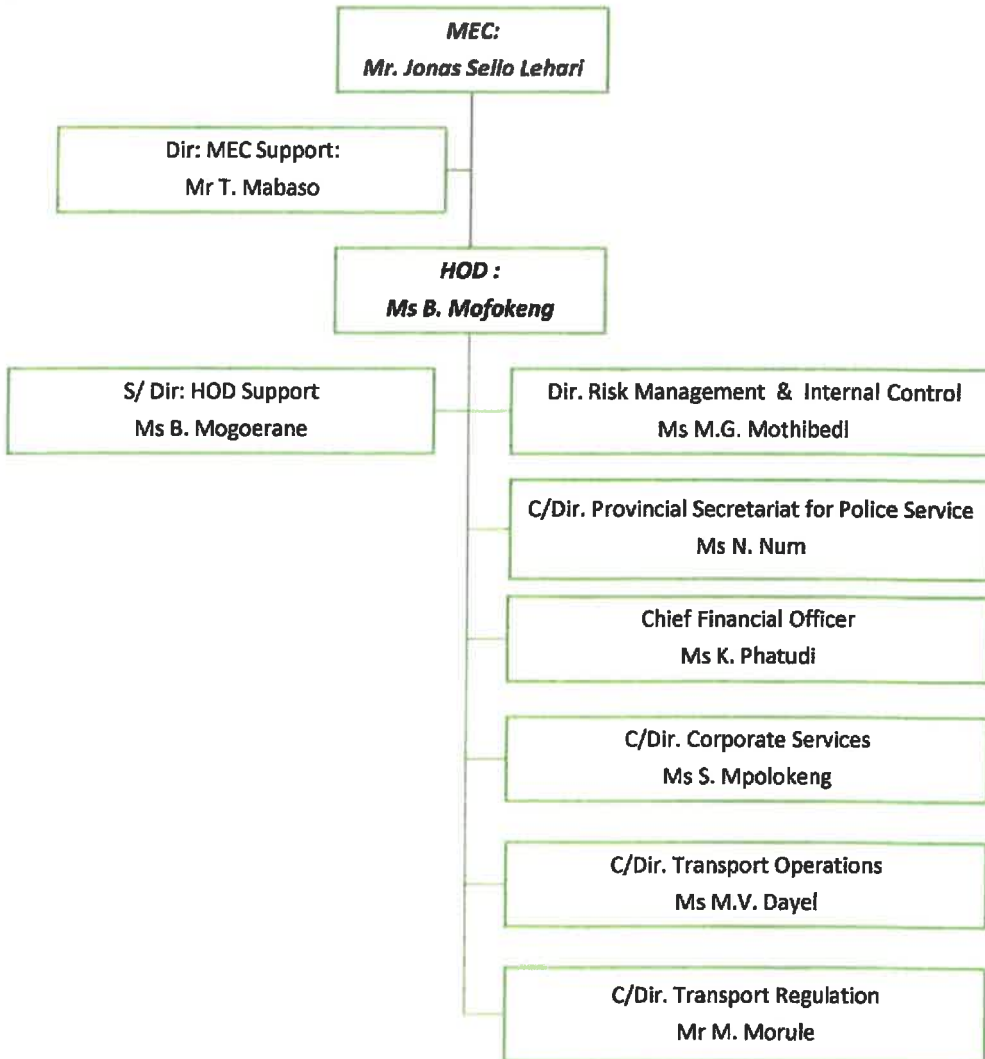 MEC:
Mr. Jonas Sello Lehari
Dir: MEC Support:
Mr T. Mabaso
HOD :
Ms B. Mofokeng
S/ Dir: HOD Support
Ms B. Mogoerane
Dir. Risk Management & Internal Control
Ms M.G. Mothibedi
C/Dir. Provincial Secretariat for Police Service
Ms N. Num
Chief Financial Officer
Ms K. Phatudi
C/Dir. Corporate Services
Ms S. Mpolokeng
C/Dir. Transport Operations
Ms M.V. Dayel
C/Dir. Transport Regulation
Mr M. Morule